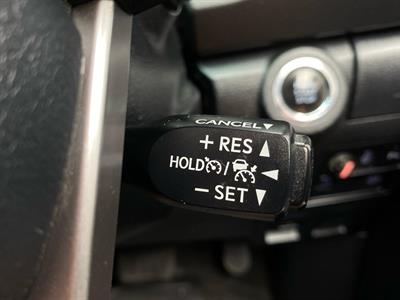 CANCEL▼
+ RES ▲
HOLD / ◀
− SET ▼